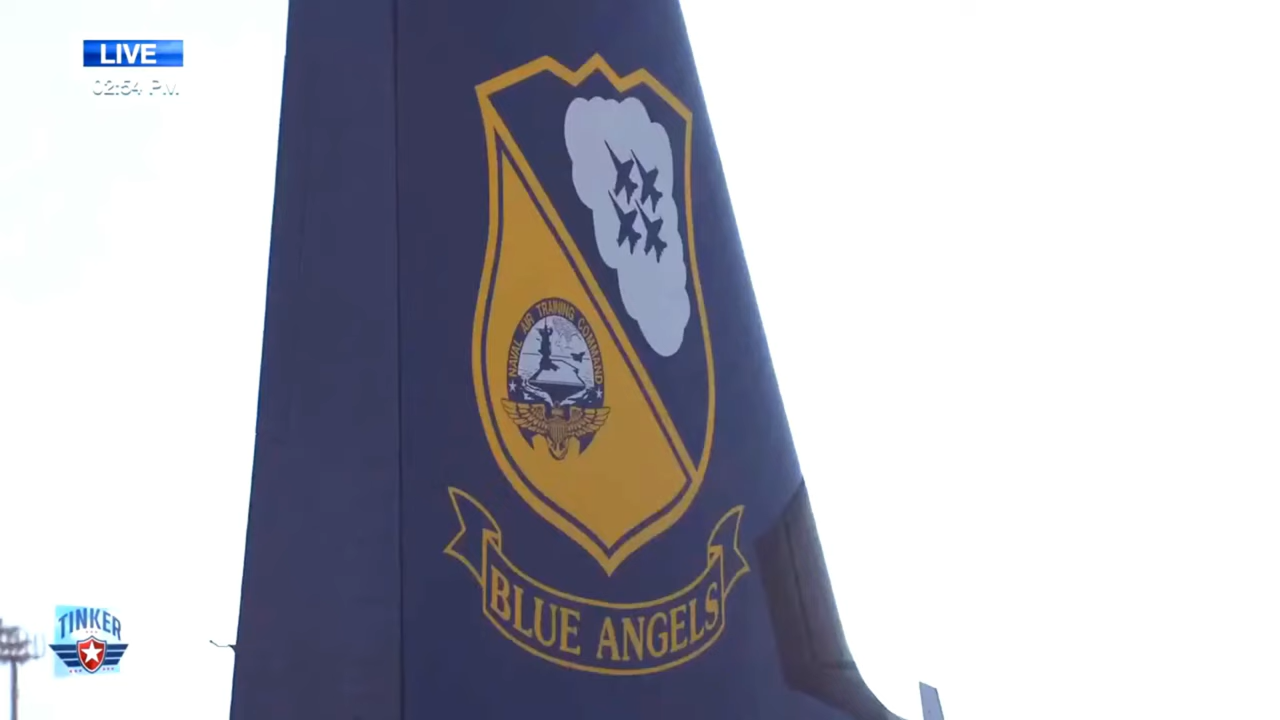 LIVE
02:54 P.M.
NAVAL AIR TRAINING COMMAND
BLUE ANGELS
TINKER